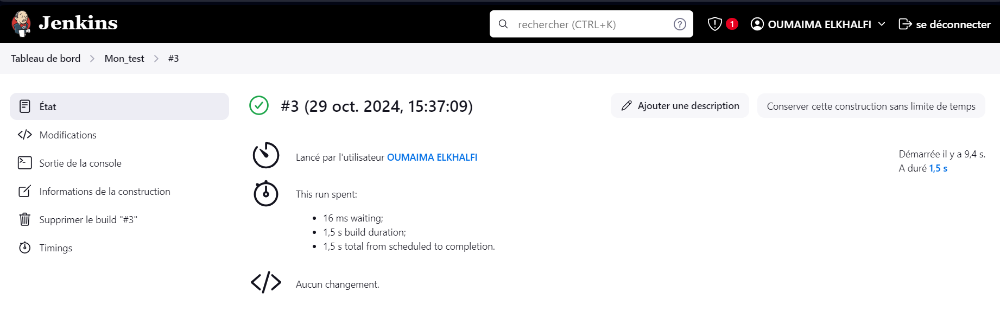 Jenkins
rechercher (CTRL+K)
?
1
OUMAIMA ELKHALFI
se déconnecter
Tableau de bord > Mon_test > #3
État
Modifications
Sortie de la console
Informations de la construction
Supprimer le build "#3"
Timings
#3 (29 oct. 2024, 15:37:09)
Ajouter une description
Conserver cette construction sans limite de temps
Lancé par l'utilisateur OUMAIMA ELKHALFI
Démarrée il y a 9,4 s.
A duré 1,5 s
This run spent:
• 16 ms waiting;
• 1,5 s build duration;
• 1,5 s total from scheduled to completion.
Aucun changement.